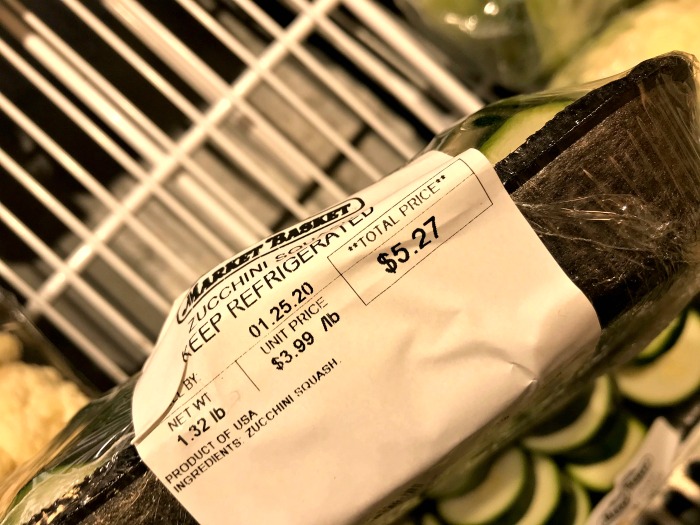 MARKET BASKET
ZUCCHINI
KEEP REFRIGERATED
BY: 01.25.20
**TOTAL PRICE**
$5.27
NET WT UNIT PRICE
1.32 lb $3.99 /lb
PRODUCT OF USA
INGREDIENTS: ZUCCHINI SQUASH.